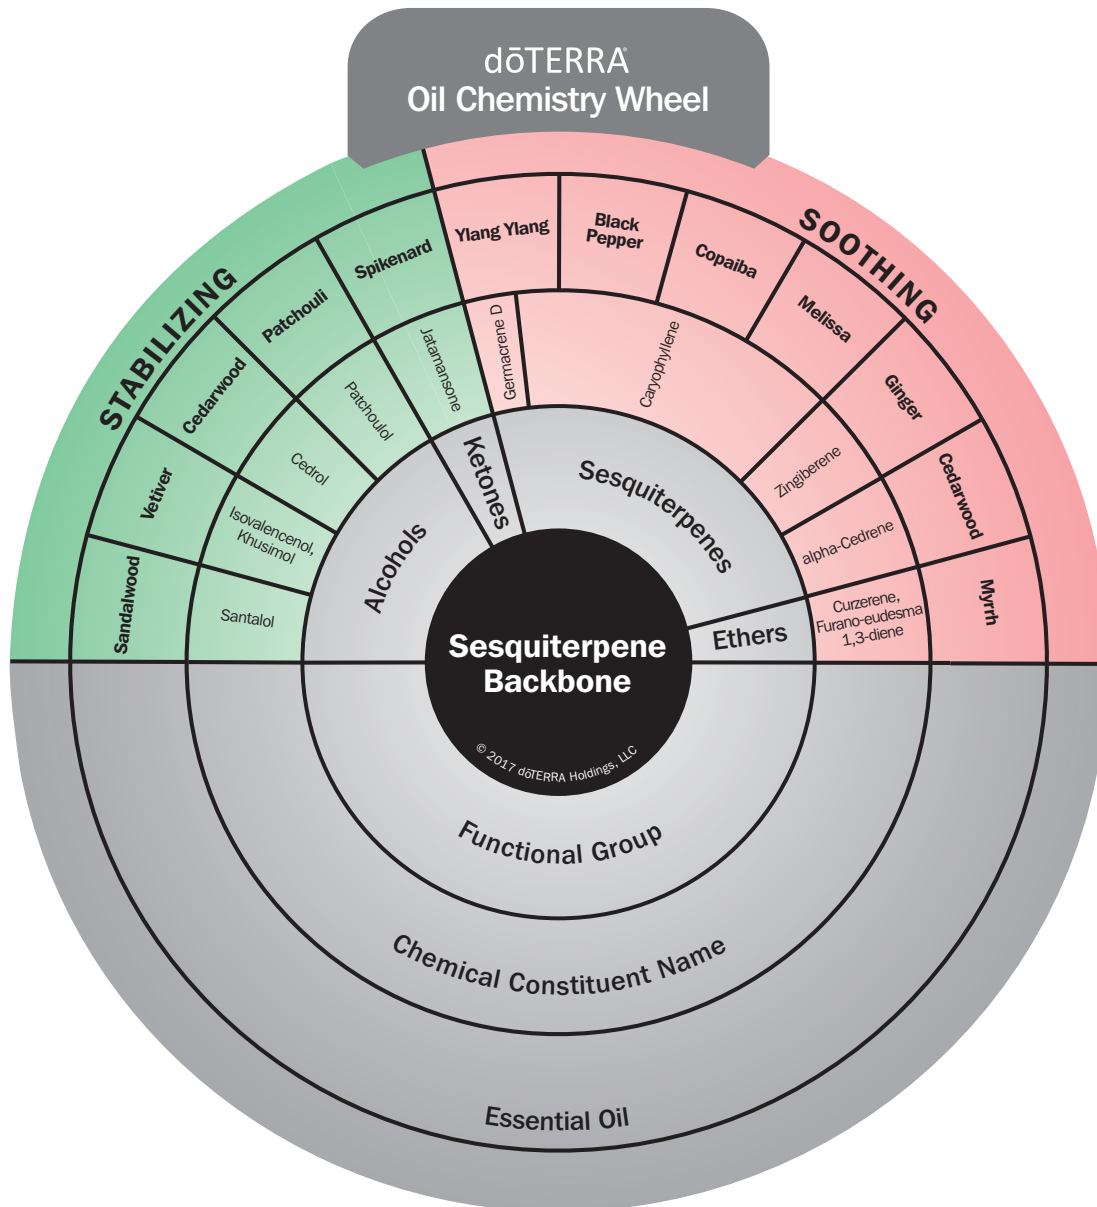 dōTERRA®
Oil Chemistry Wheel
STABILIZING
SOOTHING
Sandalwood
Vetiver
Cedarwood
Patchouli
Spikenard
Ylang Ylang
Black
Pepper
Copaiba
Melissa
Ginger
Cedarwood
Myrrh
Santalol
Isovalencenol,
Khusimol
Cedrol
Patchoulol
Jatamansone
Germacrene D
Caryophyllene
Zingiberene
alpha-Cedrene
Curzerene,
Furano-eudesma
1,3-diene
Alcohols
Ketones
Sesquiterpenes
Ethers
Sesquiterpene
Backbone
© 2017 dōTERRA Holdings, LLC
Functional Group
Chemical Constituent Name
Essential Oil